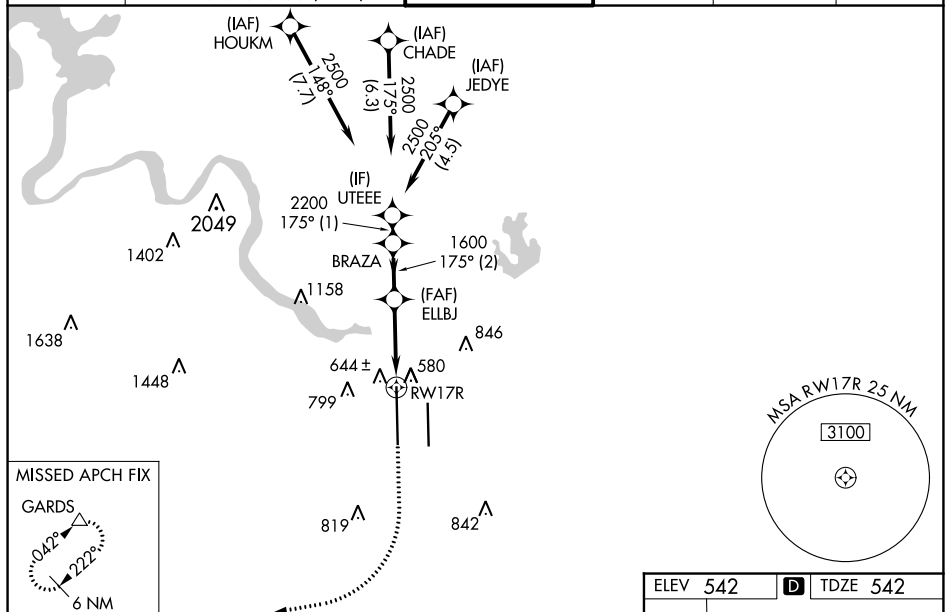 (IAF)
HOUKM
(IAF)
CHADE
(IAF)
JEDYE
2500
148°
(7.7)
2500
175°
(6.3)
2500
205°
(4.5)
(IF)
UTEEE
2200
175° (1)
BRAZA
1600
175° (2)
(FAF)
ELLBJ
2049
1402
1158
1638
1448
846
644 ±
580
799
RW17R
819
842
MSA RW17R 25 NM
3100
MISSED APCH FIX
GARDS
042°
222°
6 NM
ELEV 542 D TDZE 542